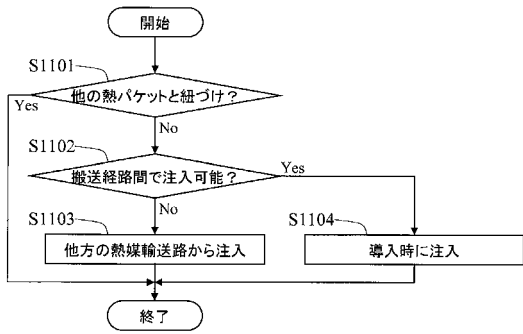 開始
S1101
他の熱パケットと紐づけ？
Yes
No
S1102
搬送経路間で注入可能？
Yes
No
S1103
他方の熱媒輸送路から注入
S1104
導入時に注入
終了